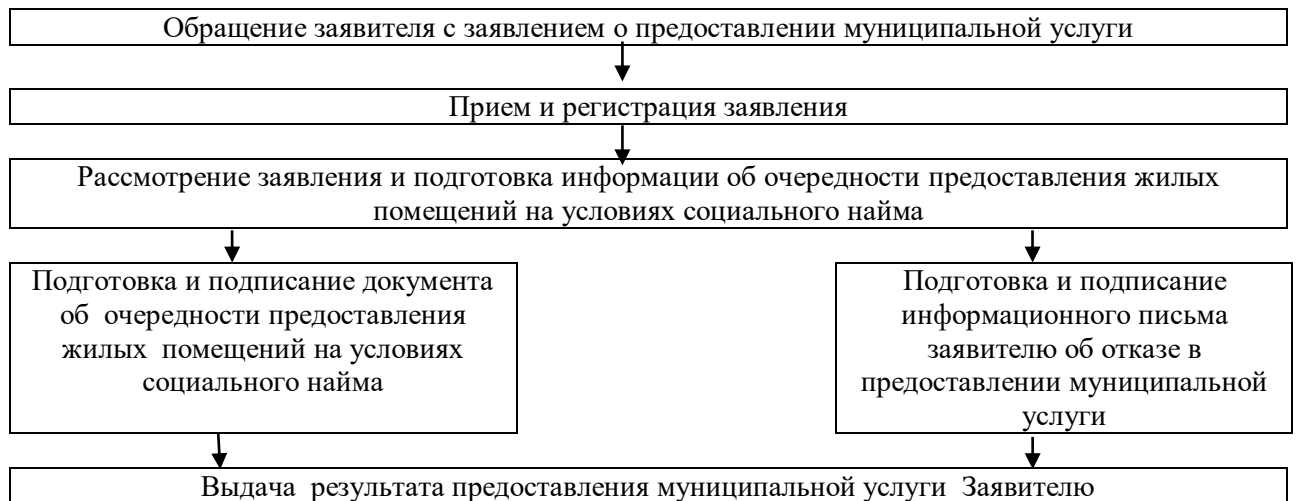 Обращение заявителя с заявлением о предоставлении муниципальной услуги
Прием и регистрация заявления
Рассмотрение заявления и подготовка информации об очередности предоставления жилых
помещений на условиях социального найма
Подготовка и подписание документа
об очередности предоставления
жилых помещений на условиях
социального найма
Подготовка и подписание
информационного письма
заявителю об отказе в
предоставлении муниципальной
услуги
Выдача результата предоставления муниципальной услуги Заявителю